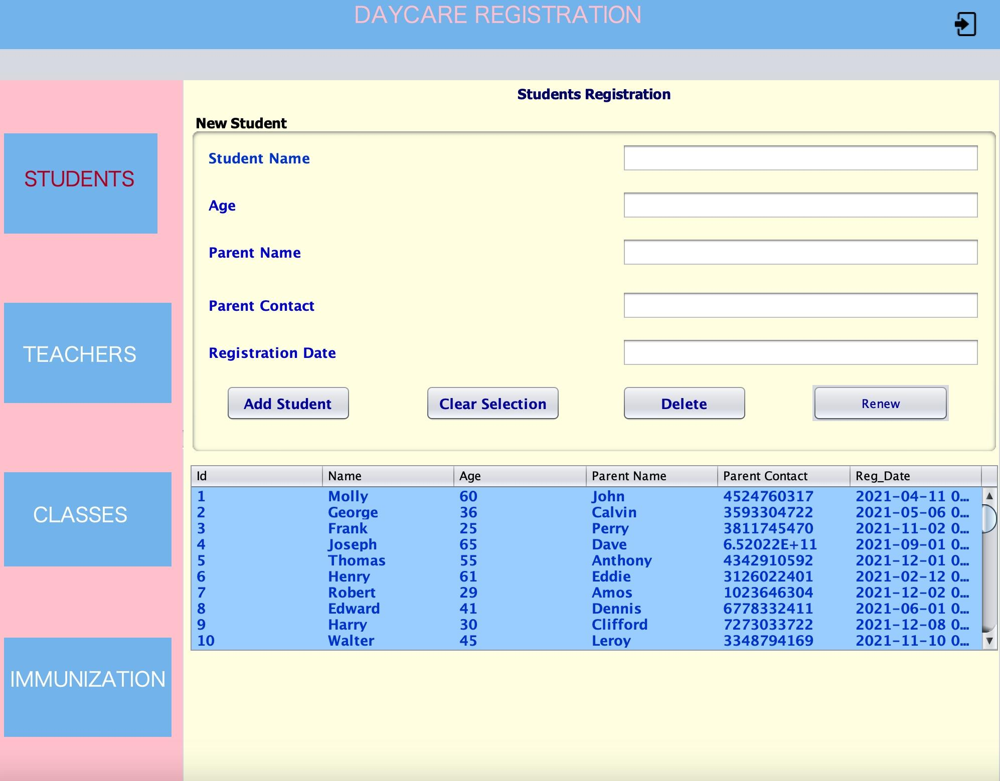 DAYCARE REGISTRATION
Students Registration
New Student
STUDENTS
Student Name
Age
Parent Name
TEACHERS
Parent Contact
Registration Date
Add Student Clear Selection Delete Renew
CLASSES
IMMUNIZATION
Id Name Age Parent Name Parent Contact Reg_Date
1 Molly 60 John 4524760317 2021-04-11 0...
2 George 36 Calvin 3593304722 2021-05-06 0...
3 Frank 25 Perry 3811745470 2021-11-02 0...
4 Joseph 65 Dave 6.52022E+11 2021-09-01 0...
5 Thomas 55 Anthony 4342910592 2021-12-01 0...
6 Henry 61 Eddie 3126022401 2021-02-12 0...
7 Robert 29 Amos 1023646304 2021-12-02 0...
8 Edward 41 Dennis 6778332411 2021-06-01 0...
9 Harry 30 Clifford 7273033722 2021-12-08 0...
10 Walter 45 Leroy 3348794169 2021-11-10 0...